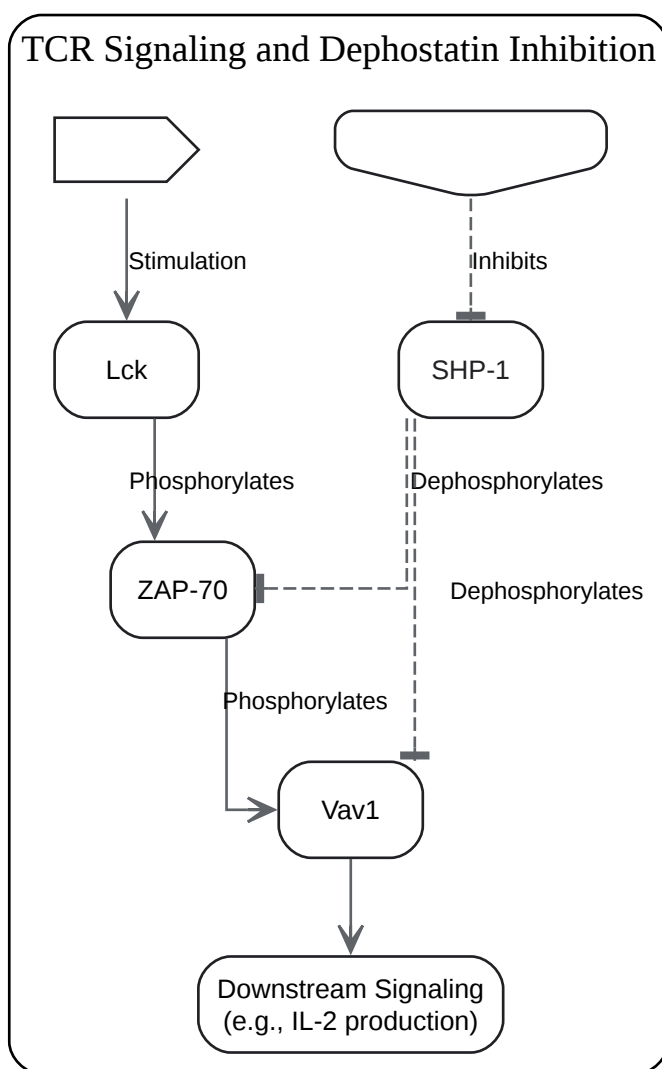 TCR Signaling and Dephostatin Inhibition
Stimulation
Inhibits
Lck
SHP-1
Phosphorylates
Dephosphorylates
ZAP-70
Dephosphorylates
Phosphorylates
Vav1
Downstream Signaling
(e.g., IL-2 production)